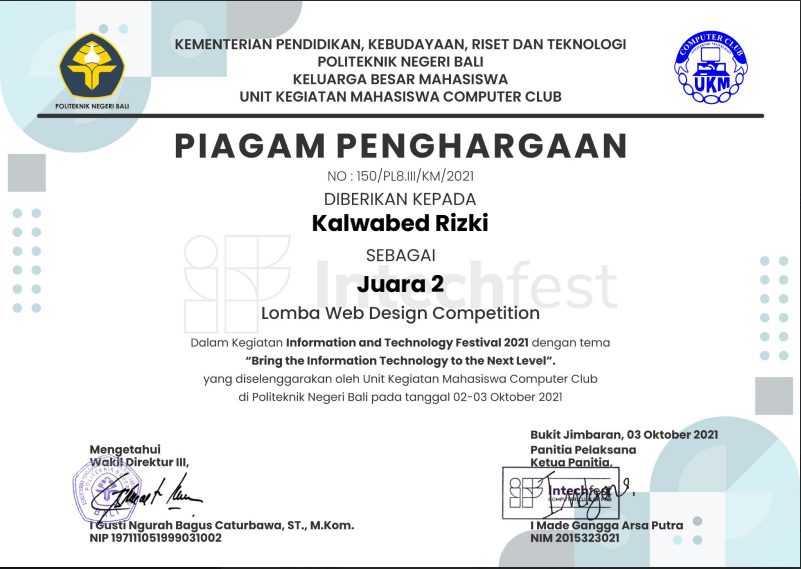 KEMENTERIAN PENDIDIKAN, KEBUDAYAAN, RISET DAN TEKNOLOGI
POLITEKNIK NEGERI BALI
KELUARGA BESAR MAHASISWA
UNIT KEGIATAN MAHASISWA COMPUTER CLUB
POLITEKNIK NEGERI BALI
COMPUTER CLUB
UKM
PIAGAM PENGHARGAAN
NO : 150/PL8.III/KM/2021
DIBERIKAN KEPADA
Kalwabed Rizki
SEBAGAI
Juara 2
Intechfest
Lomba Web Design Competition
Dalam Kegiatan Information and Technology Festival 2021 dengan tema
“Bring the Information Technology to the Next Level”.
yang diselenggarakan oleh Unit Kegiatan Mahasiswa Computer Club
di Politeknik Negeri Bali pada tanggal 02-03 Oktober 2021
Mengetahui
Wakil Direktur III,
BALI
I Gusti Ngurah Bagus Caturbawa, ST., M.Kom.
NIP 197111051999031002
Bukit Jimbaran, 03 Oktober 2021
Panitia Pelaksana
Ketua Panitia,
Intechfest
I Made Gangga Arsa Putra
NIM 2015323021